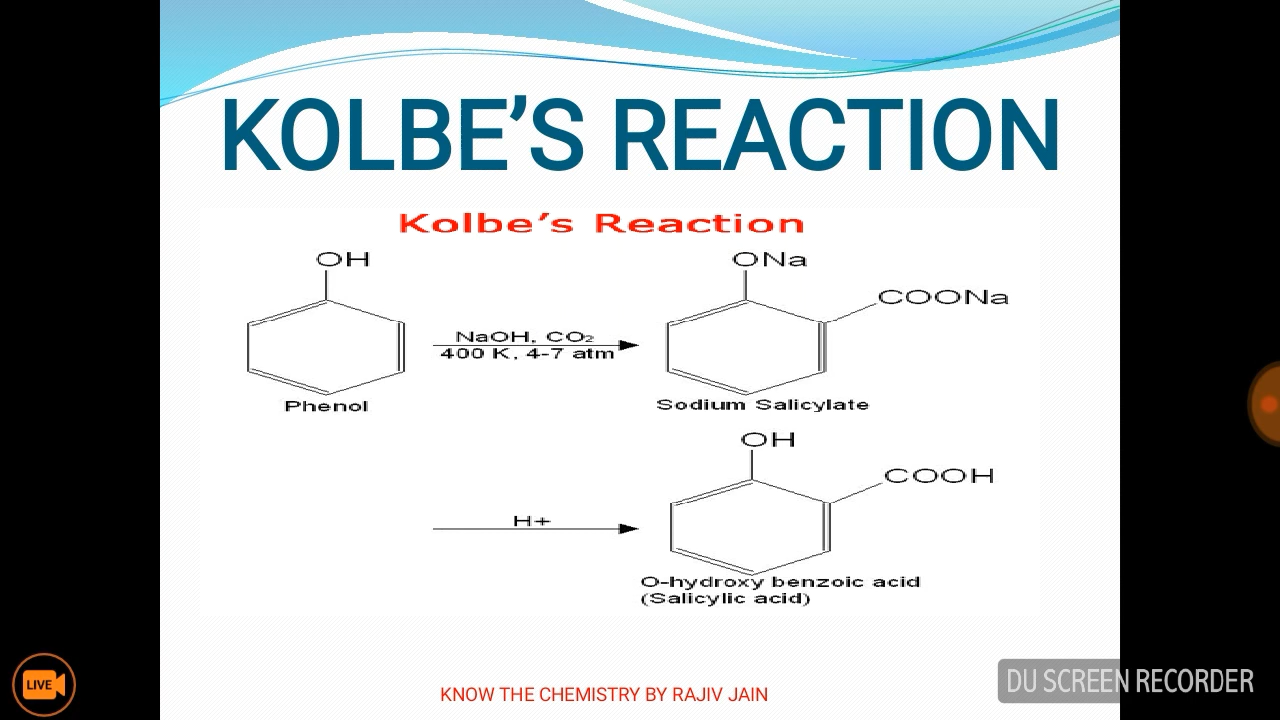 KOLBE’S REACTION
Kolbe’s Reaction
OH
ONa
COONa
NaOH, CO₂
400 K, 4-7 atm
Phenol
Sodium Salicylate
OH
COOH
H+
O-hydroxy benzoic acid
(Salicylic acid)
LIVE
KNOW THE CHEMISTRY BY RAJIV JAIN
DU SCREEN RECORDER